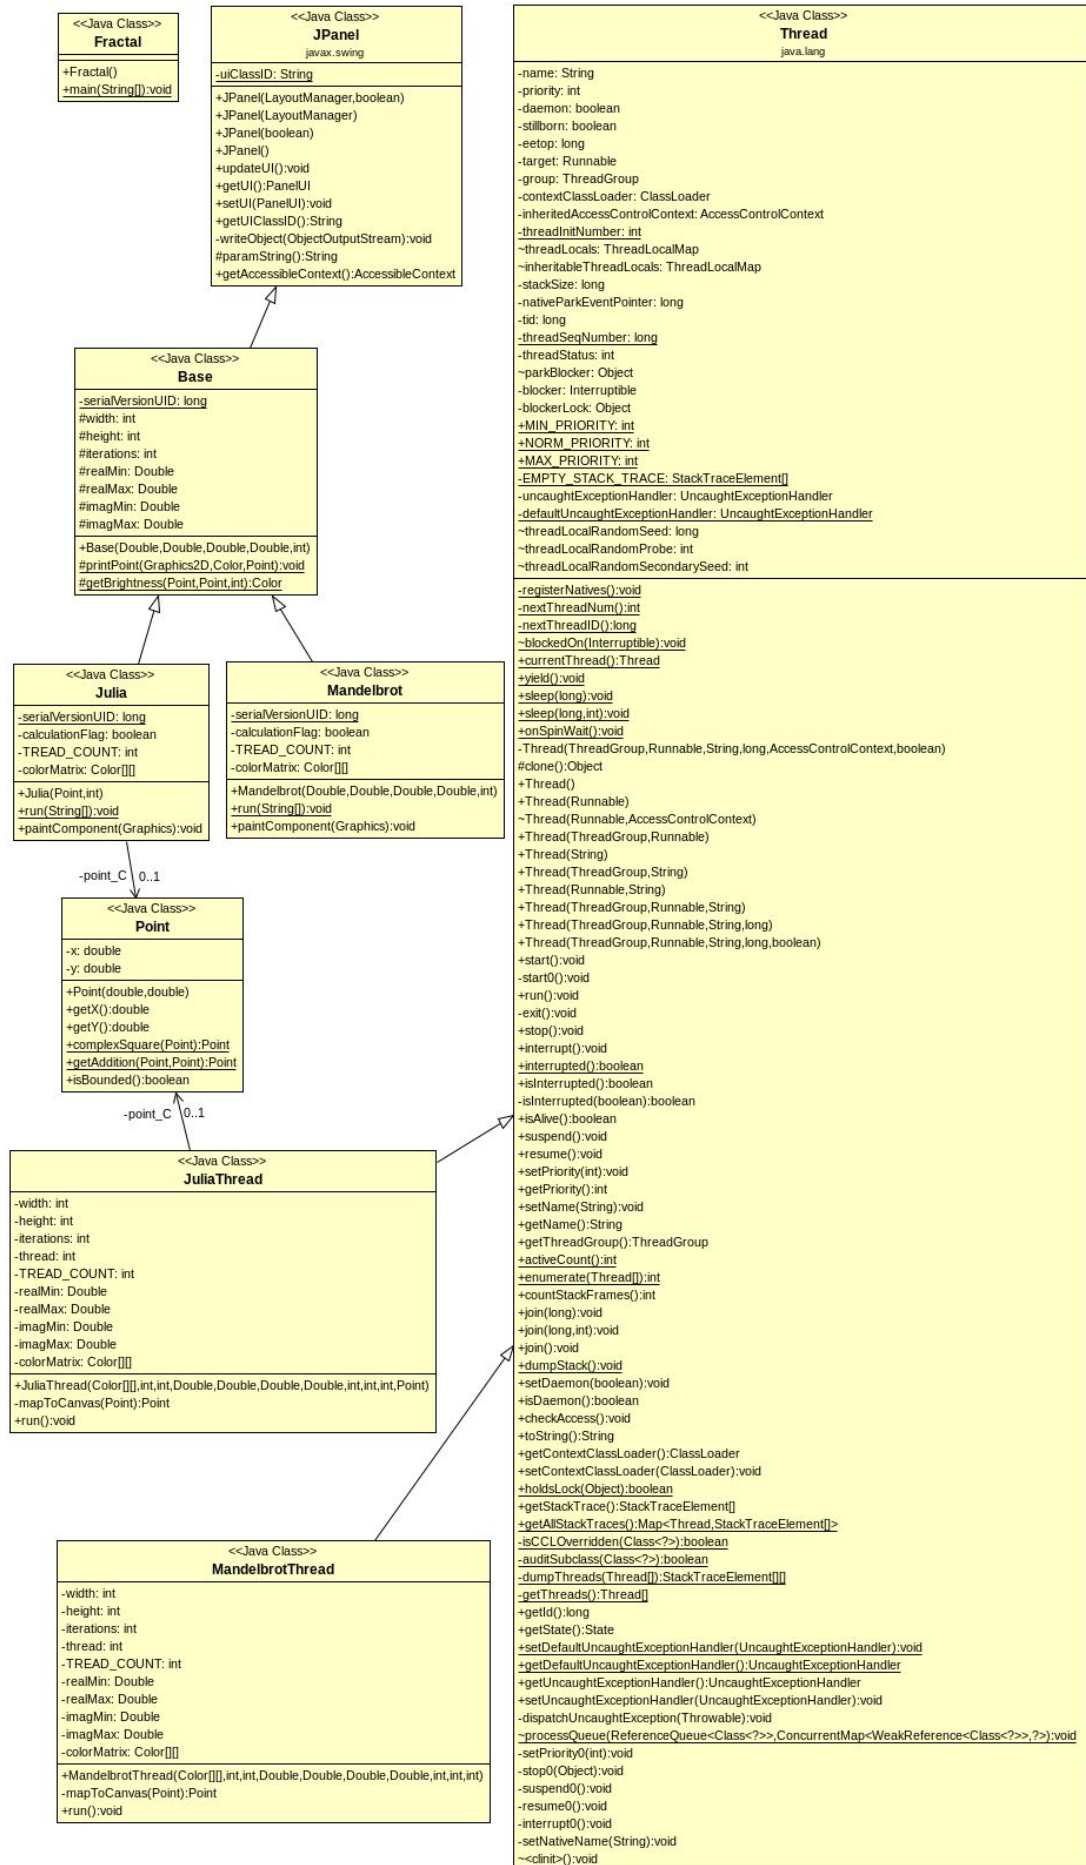 <<Java Class>>
Fractal
+Fractal()
+main(String[]):void
<<Java Class>>
JPanel
javax.swing
-uiClassID: String
+JPanel(LayoutManager,boolean)
+JPanel(LayoutManager)
+JPanel(boolean)
+JPanel()
+updateUI():void
+getUI():PanelUI
+setUI(PanelUI):void
+getUIClassID():String
-writeObject(ObjectOutputStream):void
#paramString():String
+getAccessibleContext():AccessibleContext
<<Java Class>>
Base
-serialVersionUID: long
#width: int
#height: int
#iterations: int
#realMin: Double
#realMax: Double
#imagMin: Double
#imagMax: Double
+Base(Double,Double,Double,Double,int)
#printPoint(Graphics2D,Color,Point):void
#getBrightness(Point,Point,int):Color
<<Java Class>>
Julia
-serialVersionUID: long
-calculationFlag: boolean
-TREAD_COUNT: int
-colorMatrix: Color[][]
+Julia(Point,int)
+run(String[]):void
+paintComponent(Graphics):void
<<Java Class>>
Mandelbrot
-serialVersionUID: long
-calculationFlag: boolean
-TREAD_COUNT: int
-colorMatrix: Color[][]
+Mandelbrot(Double,Double,Double,Double,int)
+run(String[]):void
+paintComponent(Graphics):void
-point_C 0..1
<<Java Class>>
Point
-x: double
-y: double
+Point(double,double)
+getX():double
+getY():double
+complexSquare(Point):Point
+getAddition(Point,Point):Point
+isBounded():boolean
-point_C 0..1
<<Java Class>>
JuliaThread
-width: int
-height: int
-iterations: int
-thread: int
-TREAD_COUNT: int
-realMin: Double
-realMax: Double
-imagMin: Double
-imagMax: Double
-colorMatrix: Color[][]
+JuliaThread(Color[][],int,int,Double,Double,Double,Double,int,int,int,Point)
-mapToCanvas(Point):Point
+run():void
<<Java Class>>
MandelbrotThread
-width: int
-height: int
-iterations: int
-thread: int
-TREAD_COUNT: int
-realMin: Double
-realMax: Double
-imagMin: Double
-imagMax: Double
-colorMatrix: Color[][]
+MandelbrotThread(Color[][],int,int,Double,Double,Double,Double,int,int,int)
-mapToCanvas(Point):Point
+run():void
<<Java Class>>
Thread
java.lang
-name: String
-priority: int
-daemon: boolean
-stillborn: boolean
-eetop: long
-target: Runnable
-group: ThreadGroup
-contextClassLoader: ClassLoader
-inheritedAccessControlContext: AccessControlContext
-threadInitNumber: int
~threadLocals: ThreadLocalMap
~inheritableThreadLocals: ThreadLocalMap
-stackSize: long
-nativeParkEventPointer: long
-tid: long
-threadSeqNumber: long
-threadStatus: int
~parkBlocker: Object
-blocker: Interruptible
-blockerLock: Object
+MIN_PRIORITY: int
+NORM_PRIORITY: int
+MAX_PRIORITY: int
-EMPTY_STACK_TRACE: StackTraceElement[]
-uncaughtExceptionHandler: UncaughtExceptionHandler
-defaultUncaughtExceptionHandler: UncaughtExceptionHandler
~threadLocalRandomSeed: long
~threadLocalRandomProbe: int
~threadLocalRandomSecondarySeed: int
-registerNatives():void
-nextThreadNum():int
-nextThreadID():long
~blockedOn(Interruptible):void
+currentThread():Thread
+yield():void
+sleep(long):void
+sleep(long,int):void
+onSpinWait():void
-Thread(ThreadGroup,Runnable,String,long,AccessControlContext,boolean)
#clone():Object
+Thread()
+Thread(Runnable)
~Thread(Runnable,AccessControlContext)
+Thread(ThreadGroup,Runnable)
+Thread(String)
+Thread(ThreadGroup,String)
+Thread(Runnable,String)
+Thread(ThreadGroup,Runnable,String)
+Thread(ThreadGroup,Runnable,String,long)
+Thread(ThreadGroup,Runnable,String,long,boolean)
+start():void
-start0():void
+run():void
-exit():void
+stop():void
+interrupt():void
+interrupted():boolean
+isInterrupted():boolean
-isInterrupted(boolean):boolean
+isAlive():boolean
+suspend():void
+resume():void
+setPriority(int):void
+getPriority():int
+setName(String):void
+getName():String
+getThreadGroup():ThreadGroup
+activeCount():int
+enumerate(Thread[]):int
+countStackFrames():int
+join(long):void
+join(long,int):void
+join():void
+dumpStack():void
+setDaemon(boolean):void
+isDaemon():boolean
+checkAccess():void
+toString():String
+getContextClassLoader():ClassLoader
+setContextClassLoader(ClassLoader):void
+holdsLock(Object):boolean
+getStackTrace():StackTraceElement[]
+getAllStackTraces():Map<Thread,StackTraceElement[]>
-isCCLOverridden(Class<?>):boolean
-auditSubclass(Class<?>):boolean
-dumpThreads(Thread[]):StackTraceElement[][]
-getThreads():Thread[]
+getId():long
+getState():State
+setDefaultUncaughtExceptionHandler(UncaughtExceptionHandler):void
+getDefaultUncaughtExceptionHandler():UncaughtExceptionHandler
+getUncaughtExceptionHandler():UncaughtExceptionHandler
+setUncaughtExceptionHandler(UncaughtExceptionHandler):void
-dispatchUncaughtException(Throwable):void
~processQueue(ReferenceQueue<Class<?>>,ConcurrentMap<WeakReference<Class<?>>,?>):void
-setPriority0(int):void
-stop0(Object):void
-suspend0():void
-resume0():void
-interrupt0():void
-setNativeName(String):void
~<clinit>():void